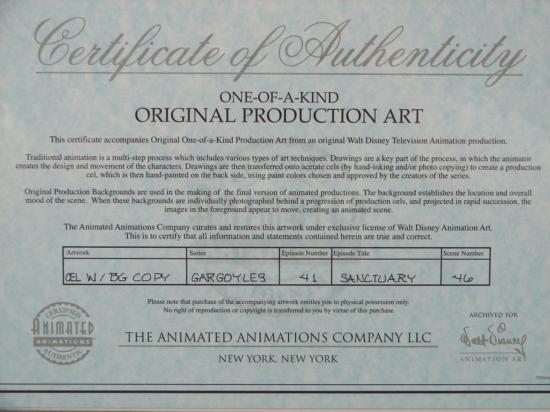 Certificate of Authenticity
ONE-OF-A-KIND
ORIGINAL PRODUCTION ART
This certificate accompanies Original One-of-a-Kind Production Art from an original Walt Disney Television Animation production.
Traditional animation is a multi-step process which includes various types of art techniques. Drawings are a key part of the process, in which the animator
creates the design and movement of the characters. Drawings are then transferred onto acetate cels (by hand-inking and/or photo copying) to create a production
cel, which is then hand-painted on the back side, using paint colors chosen and approved by the creators of the series.
Original Production Backgrounds are used in the making of the final version of animated productions. The background establishes the location and overall
mood of the scene. When these backgrounds are individually photographed behind a progression of production cels, and projected in rapid succession, the
images in the foreground appear to move, creating an animated scene.
The Animated Animations Company curates and restores this artwork under exclusive license of Walt Disney Animation Art.
This is to certify that all information and statements contained herein are true and correct.
Artwork Series Episode Number Episode Title Scene Number
CEL W/BG COPY GARGOYLES 41 SANCTUARY 46
Please note that purchase of the accompanying artwork entitles you to physical possession only.
No right of reproduction or copyright is transferred to you by virtue of this purchase.
CERTIFIED
ANIMATED
ANIMATIONS
AUTHENTIC
THE ANIMATED ANIMATIONS COMPANY LLC
NEW YORK, NEW YORK
ARCHIVED FOR
Walt Disney
ANIMATION ART